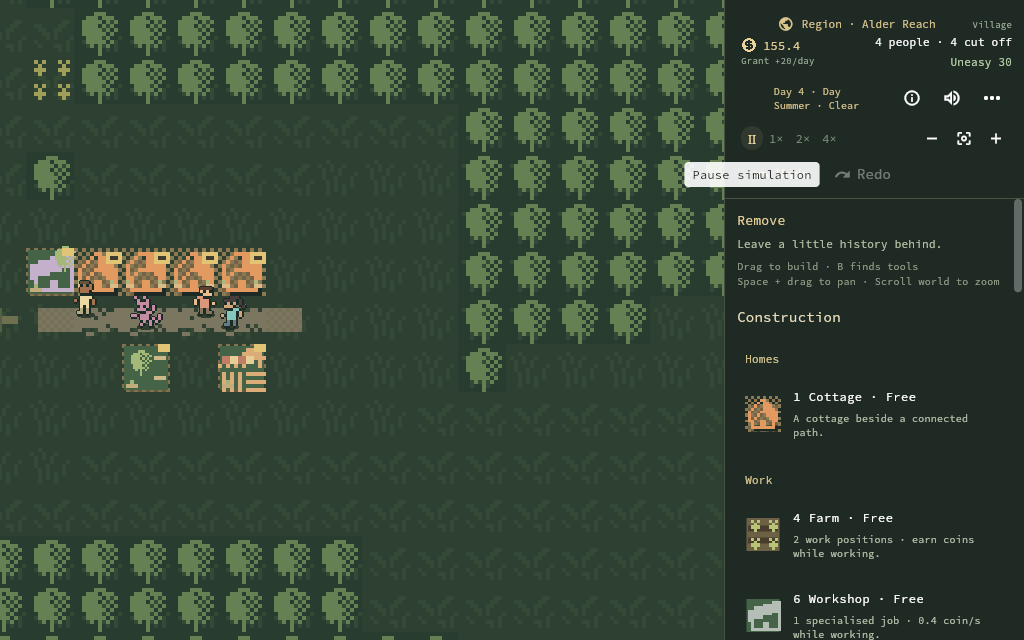 Region · Alder Reach
Village
155.4
4 people · 4 cut off
Grant +20/day
Uneasy 30
Day 4 · Day
Summer · Clear
II 1× 2× 4×
Pause simulation
Redo
Remove
Leave a little history behind.
Drag to build · B finds tools
Space + drag to pan · Scroll world to zoom
Construction
Homes
1 Cottage · Free
A cottage beside a connected
path.
Work
4 Farm · Free
2 work positions · earn coins
while working.
6 Workshop · Free
1 specialised job · 0.4 coin/s
while working.